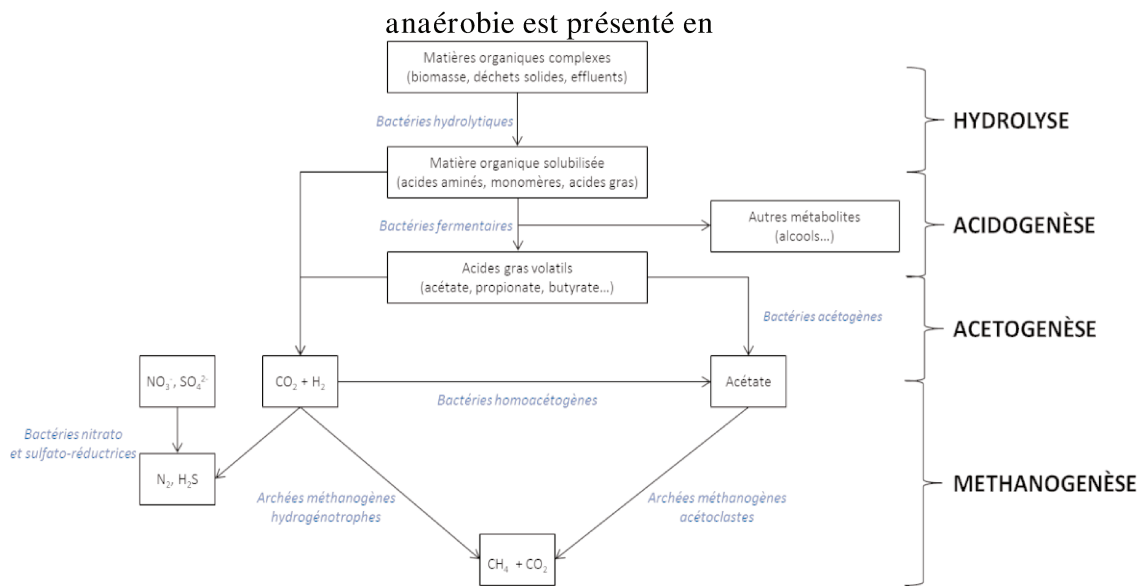 anaérobie est présenté en
Matières organiques complexes
(biomasse, déchets solides, effluents)
Bactéries hydrolytiques
HYDROLYSE
Matière organique solubilisée
(acides aminés, monomères, acides gras)
Bactéries fermentaires
Autres métabolites
(alcools...)
ACIDOGENÈSE
Acides gras volatils
(acétate, propionate, butyrate...)
Bactéries acétogènes
ACETOGENÈSE
NO₃⁻, SO₄²⁻
CO₂ + H₂
Acétate
Bactéries homoacétogènes
Bactéries nitrato
et sulfato-réductrices
N₂, H₂S
Archées méthanogènes
hydrogénotrophes
Archées méthanogènes
acétoclastes
METHANOGENÈSE
CH₄ + CO₂